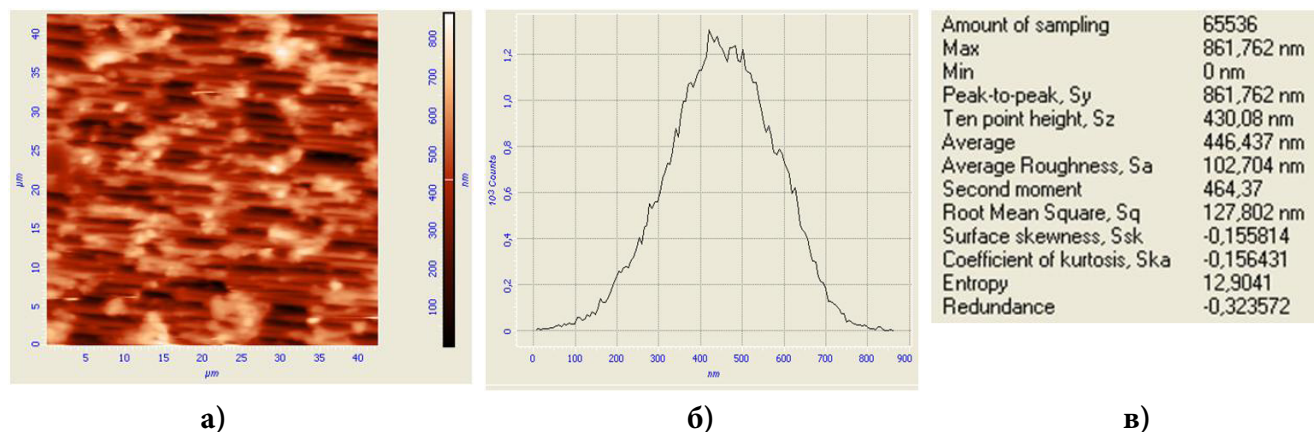 40
35
30
25
20
15
10
5
0
µm
5 10 15 20 25 30 35 40
µm
800
700
600
500
400
300
200
100
nm
1,2
1,0
0,8
0,6
0,4
0,2
0
10³ Counts
0 100 200 300 400 500 600 700 800 900
nm
Amount of sampling 65536
Max 861,762 nm
Min 0 nm
Peak-to-peak, Sy 861,762 nm
Ten point height, Sz 430,08 nm
Average 446,437 nm
Average Roughness, Sa 102,704 nm
Second moment 464,37
Root Mean Square, Sq 127,802 nm
Surface skewness, Ssk -0,155814
Coefficient of kurtosis, Ska -0,156431
Entropy 12,9041
Redundance -0,323572
а) б) в)